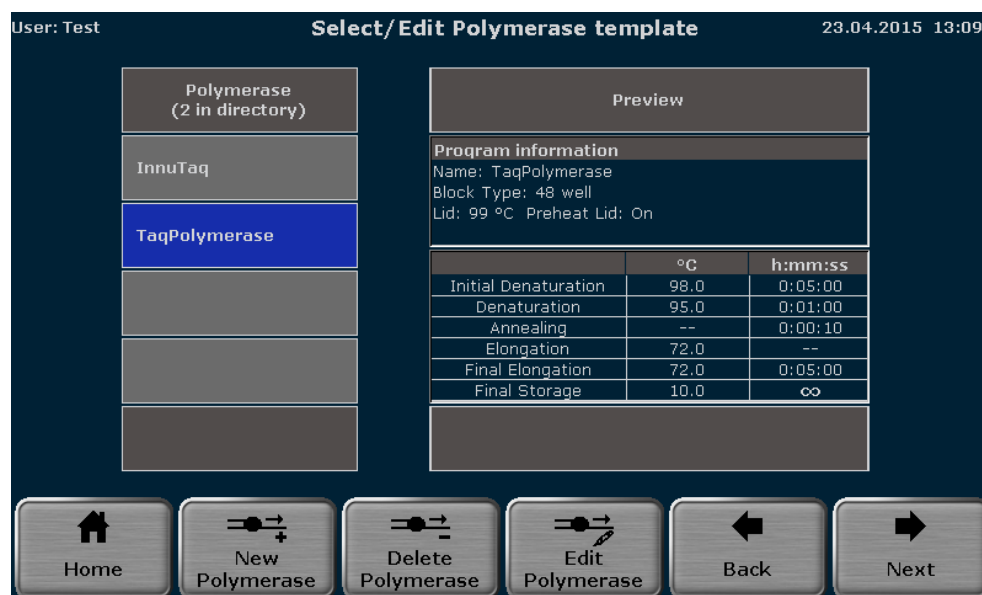 User: Test Select/Edit Polymerase template 23.04.2015 13:09
Polymerase
(2 in directory)
InnuTaq
TaqPolymerase
Preview
Program information
Name: TaqPolymerase
Block Type: 48 well
Lid: 99 ºC Preheat Lid: On
ºC h:mm:ss
Initial Denaturation 98.0 0:05:00
Denaturation 95.0 0:01:00
Annealing -- 0:00:10
Elongation 72.0 --
Final Elongation 72.0 0:05:00
Final Storage 10.0 ∞
Home
New
Polymerase
Delete
Polymerase
Edit
Polymerase
Back
Next